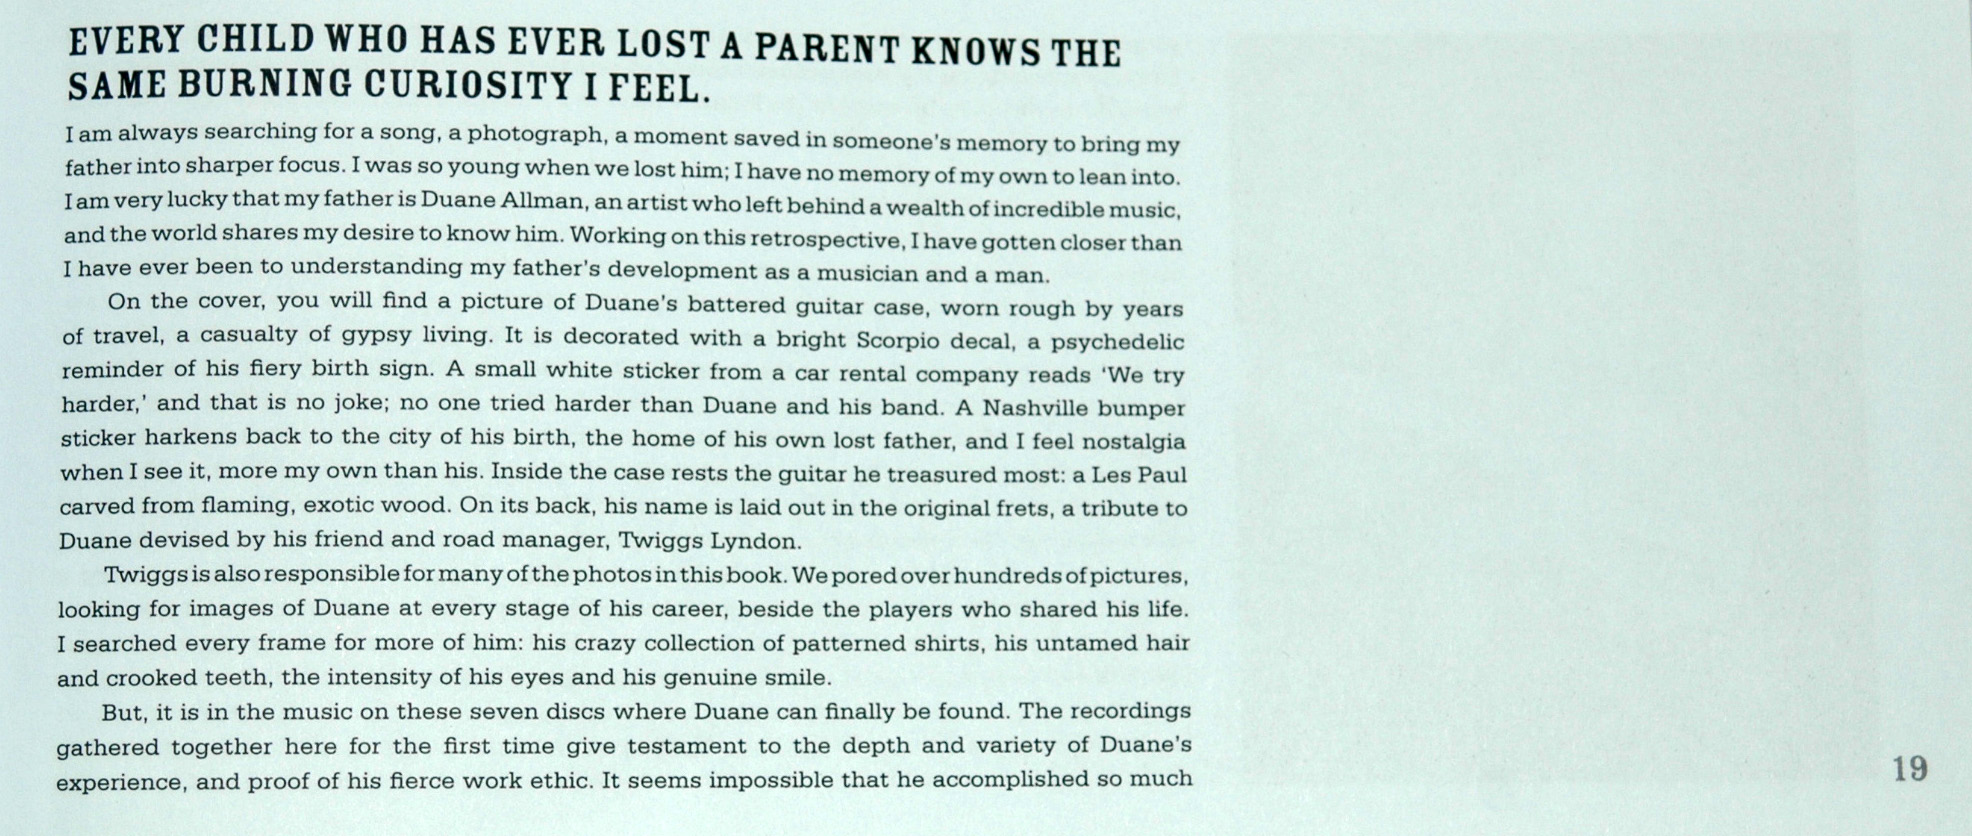 EVERY CHILD WHO HAS EVER LOST A PARENT KNOWS THE
SAME BURNING CURIOSITY I FEEL.
I am always searching for a song, a photograph, a moment saved in someone's memory to bring my
father into sharper focus. I was so young when we lost him; I have no memory of my own to lean into.
I am very lucky that my father is Duane Allman, an artist who left behind a wealth of incredible music,
and the world shares my desire to know him. Working on this retrospective, I have gotten closer than
I have ever been to understanding my father's development as a musician and a man.
On the cover, you will find a picture of Duane's battered guitar case, worn rough by years
of travel, a casualty of gypsy living. It is decorated with a bright Scorpio decal, a psychedelic
reminder of his fiery birth sign. A small white sticker from a car rental company reads ‘We try
harder,’ and that is no joke; no one tried harder than Duane and his band. A Nashville bumper
sticker harkens back to the city of his birth, the home of his own lost father, and I feel nostalgia
when I see it, more my own than his. Inside the case rests the guitar he treasured most: a Les Paul
carved from flaming, exotic wood. On its back, his name is laid out in the original frets, a tribute to
Duane devised by his friend and road manager, Twiggs Lyndon.
Twiggs is also responsible for many of the photos in this book. We pored over hundreds of pictures,
looking for images of Duane at every stage of his career, beside the players who shared his life.
I searched every frame for more of him: his crazy collection of patterned shirts, his untamed hair
and crooked teeth, the intensity of his eyes and his genuine smile.
But, it is in the music on these seven discs where Duane can finally be found. The recordings
gathered together here for the first time give testament to the depth and variety of Duane's
experience, and proof of his fierce work ethic. It seems impossible that he accomplished so much
19